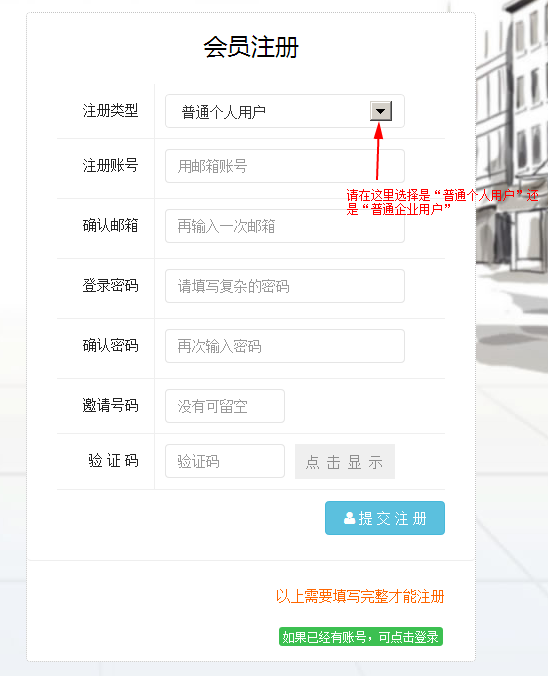 会员注册
注册类型
普通个人用户
注册账号
用邮箱账号
请在这里选择是“普通个人用户”还
是“普通企业用户”
确认邮箱
再输入一次邮箱
登录密码
请填写复杂的密码
确认密码
再次输入密码
邀请号码
没有可留空
验 证 码
验证码
点 击 显 示
提 交 注 册
以上需要填写完整才能注册
如果已经有账号，可点击登录